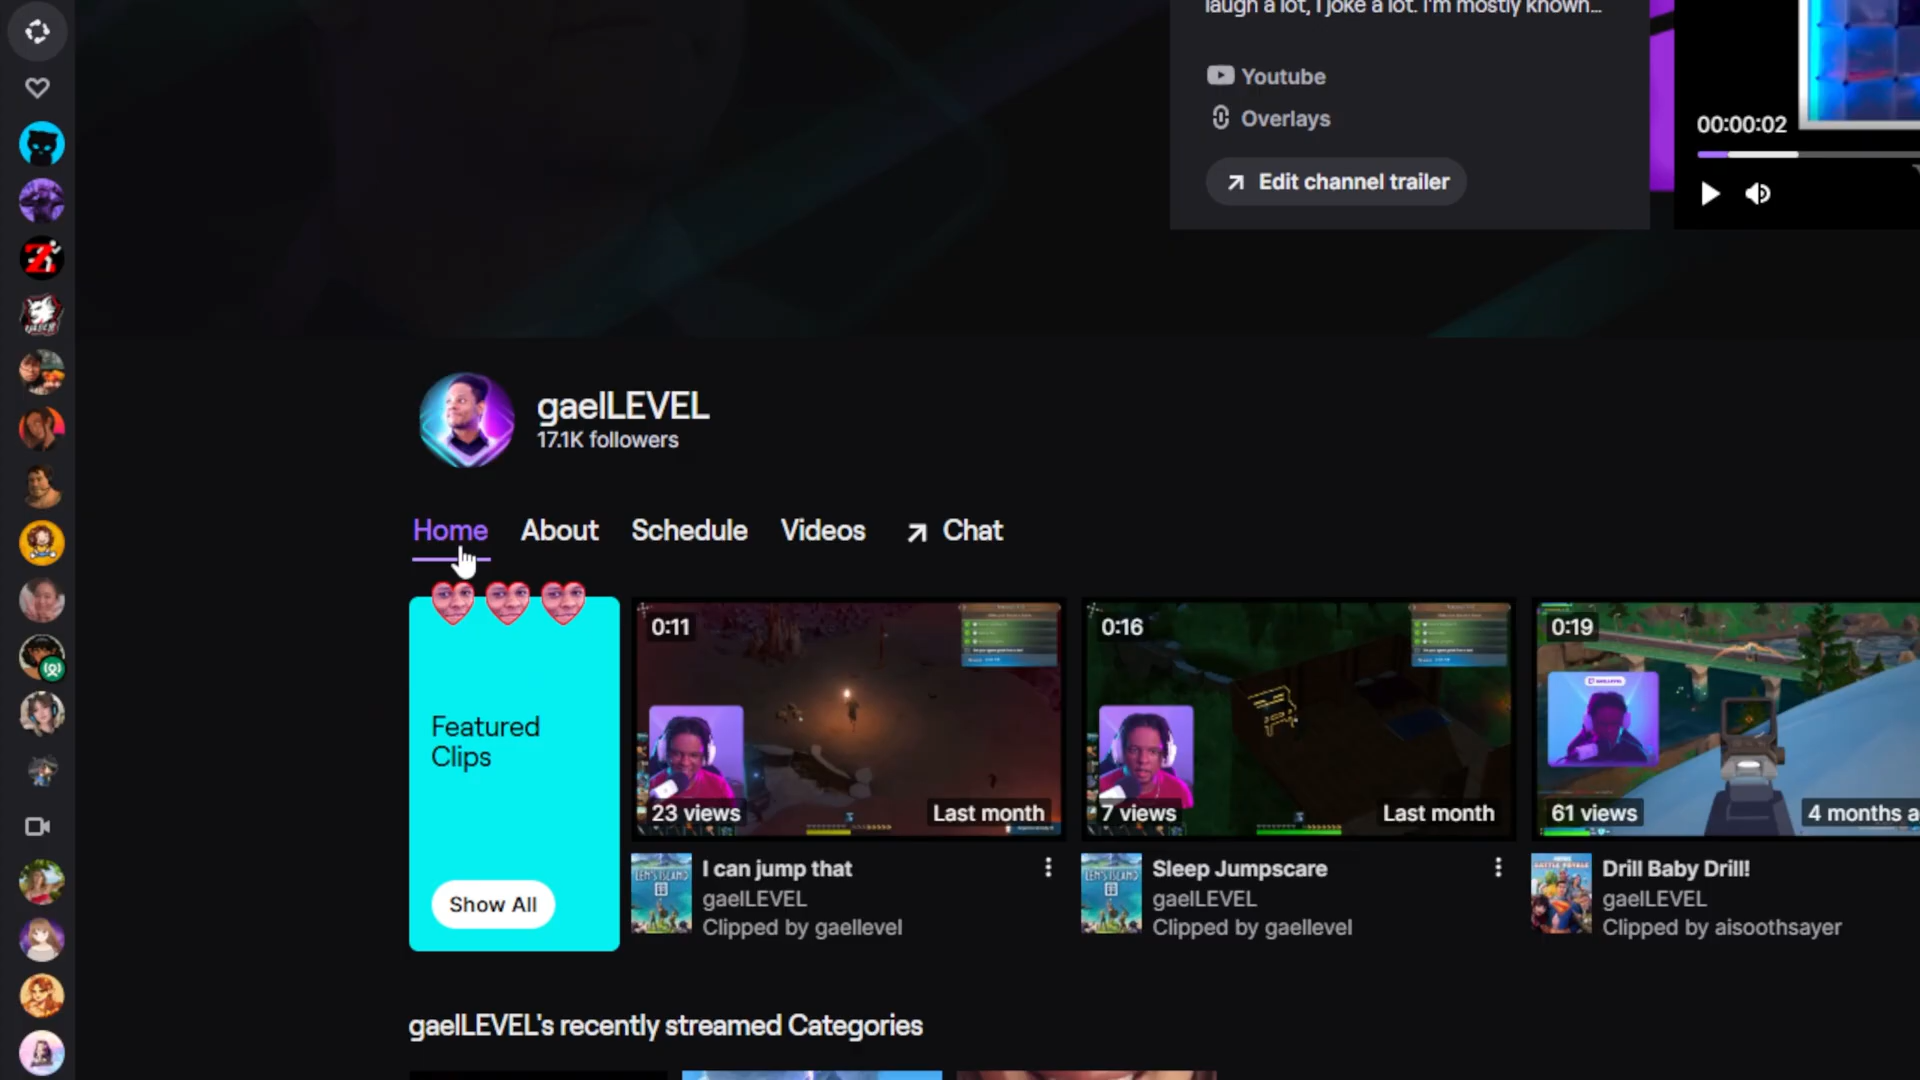 laugh a lot, I joke a lot. I'm mostly known...
Youtube
Overlays
Edit channel trailer
00:00:02
gaelLEVEL
17.1K followers
Home
About
Schedule
Videos
Chat
Featured
Clips
Show All
0:11
23 views
Last month
I can jump that
gaelLEVEL
Clipped by gaellevel
0:16
7 views
Last month
Sleep Jumpscare
gaelLEVEL
Clipped by gaellevel
0:19
61 views
4 months a
Drill Baby Drill!
gaelLEVEL
Clipped by aisoothsayer
gaelLEVEL's recently streamed Categories